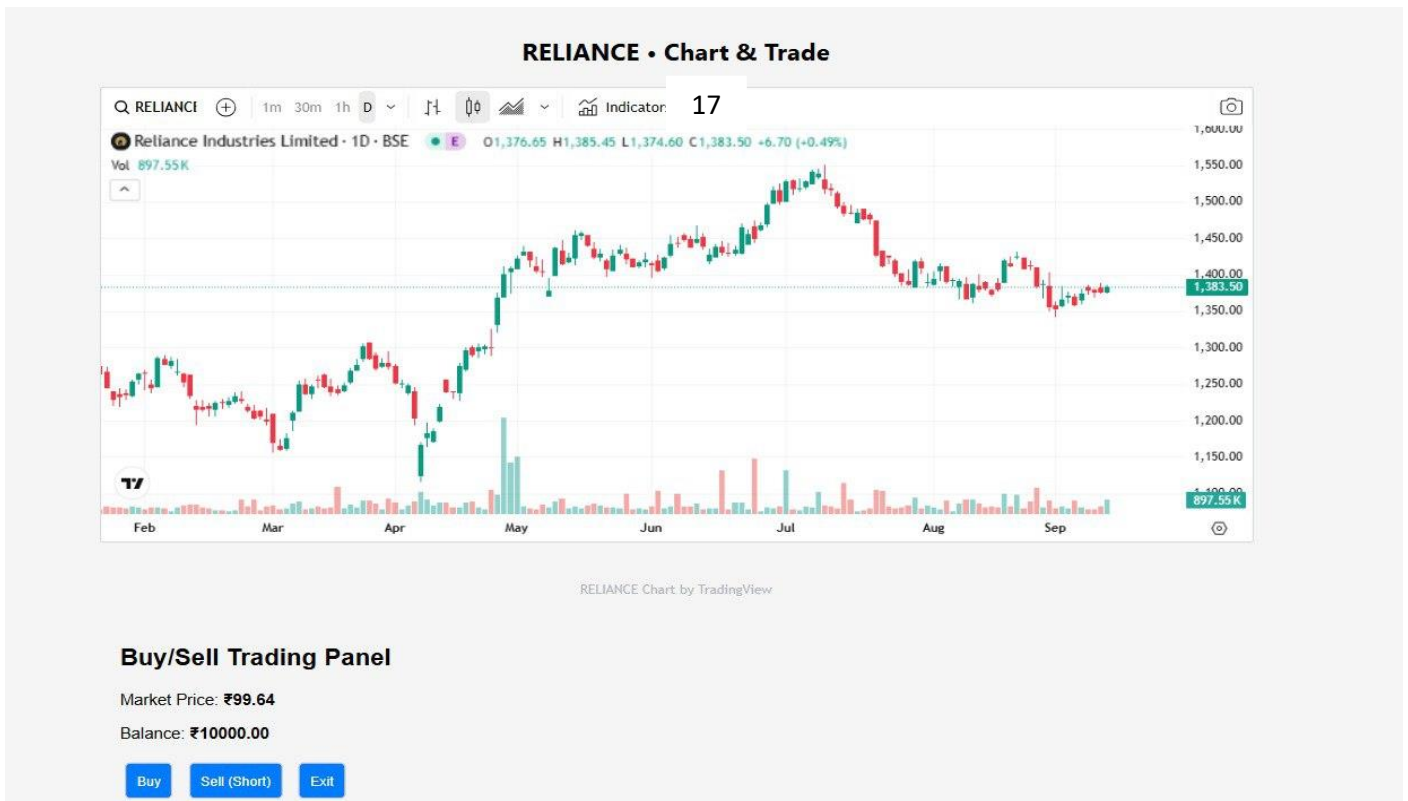 RELIANCE • Chart & Trade
RELIANCE 1m 30m 1h D Indicator 17
Reliance Industries Limited · 1D · BSE E O1,376.65 H1,385.45 L1,374.60 C1,383.50 +6.70 (+0.49%)
Vol 897.55K
1,600.00
1,550.00
1,500.00
1,450.00
1,400.00
1,383.50
1,350.00
1,300.00
1,250.00
1,200.00
1,150.00
1,100.00
897.55K
Feb Mar Apr May Jun Jul Aug Sep
RELIANCE Chart by TradingView
Buy/Sell Trading Panel
Market Price: ₹99.64
Balance: ₹10000.00
Buy Sell (Short) Exit